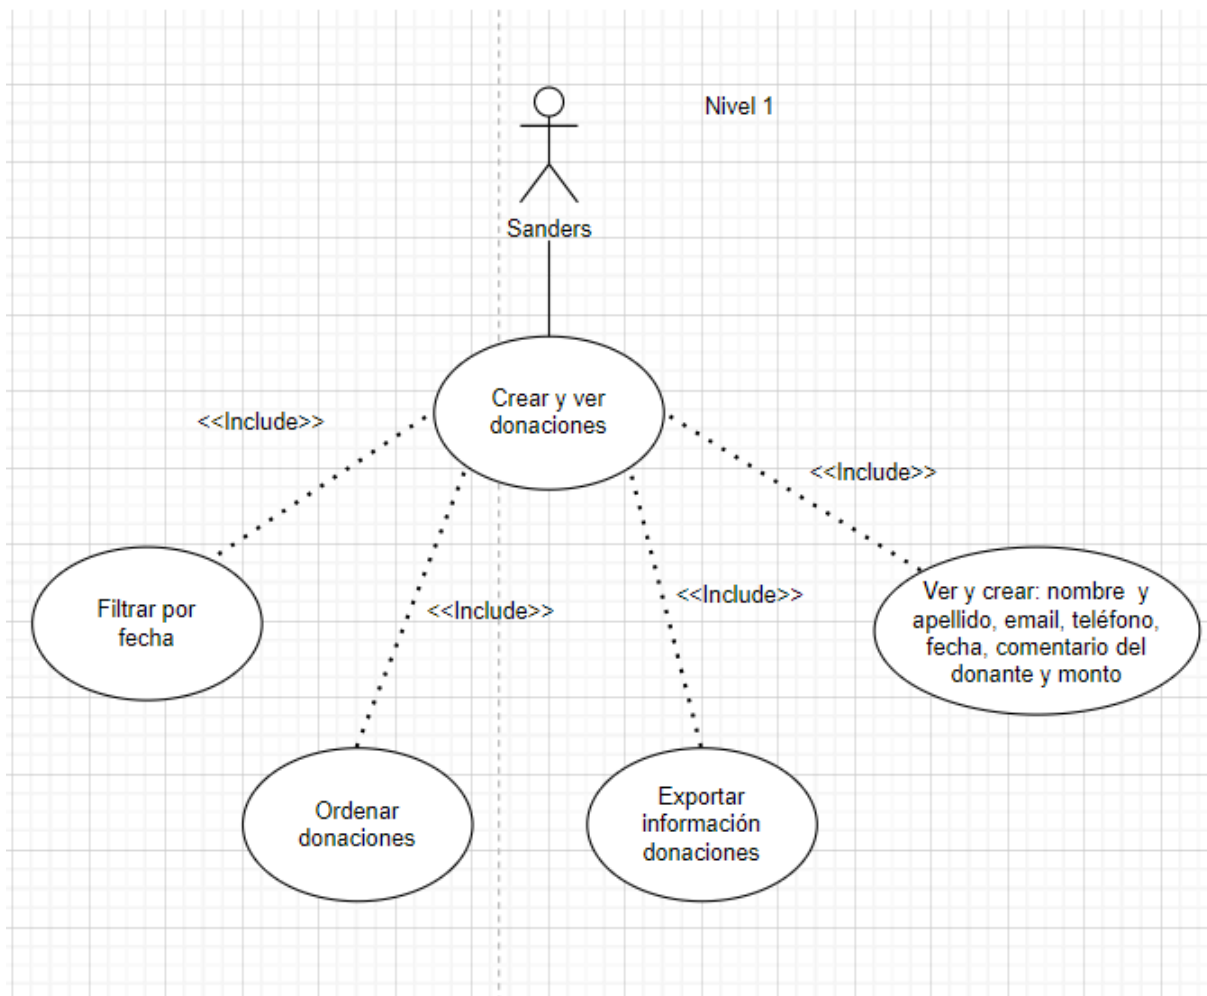 Nivel 1
Sanders
Crear y ver
donaciones
<<Include>>
<<Include>>
<<Include>>
<<Include>>
Filtrar por
fecha
Ver y crear: nombre y
apellido, email, teléfono,
fecha, comentario del
donante y monto
Ordenar
donaciones
Exportar
información
donaciones